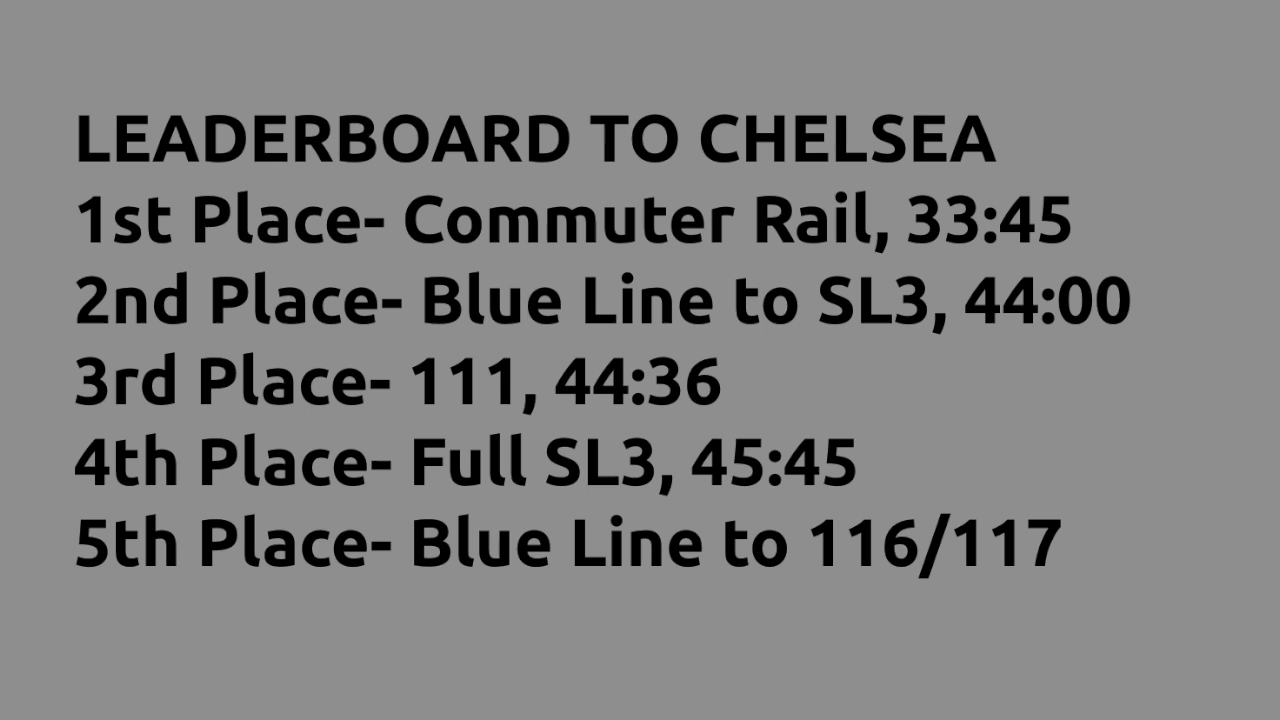 LEADERBOARD TO CHELSEA
1st Place- Commuter Rail, 33:45
2nd Place- Blue Line to SL3, 44:00
3rd Place- 111, 44:36
4th Place- Full SL3, 45:45
5th Place- Blue Line to 116/117